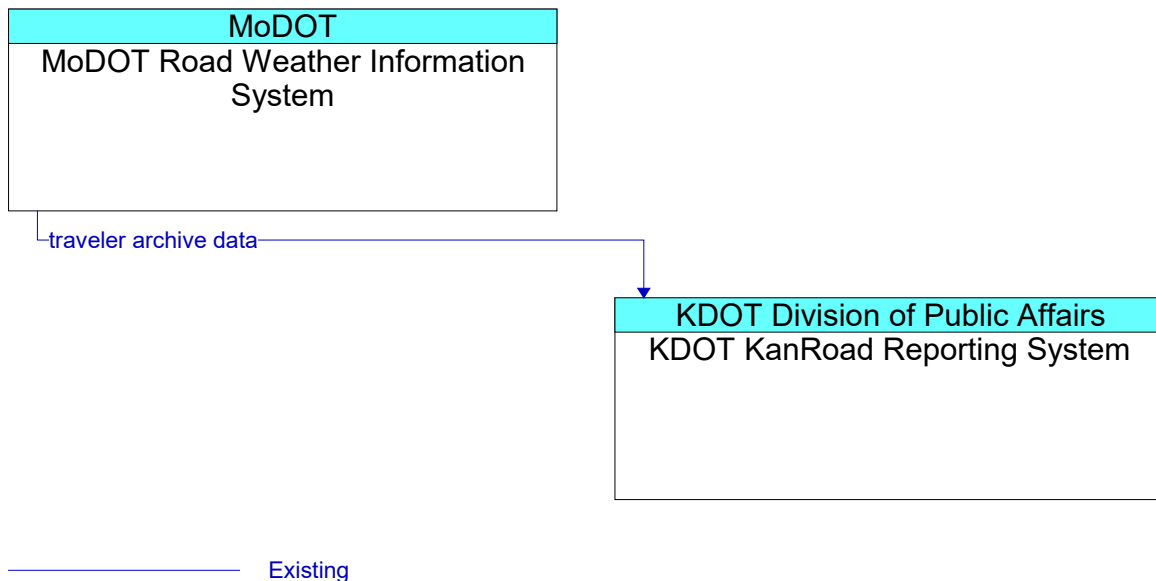 MoDOT
MoDOT Road Weather Information
System
traveler archive data
KDOT Division of Public Affairs
KDOT KanRoad Reporting System
Existing